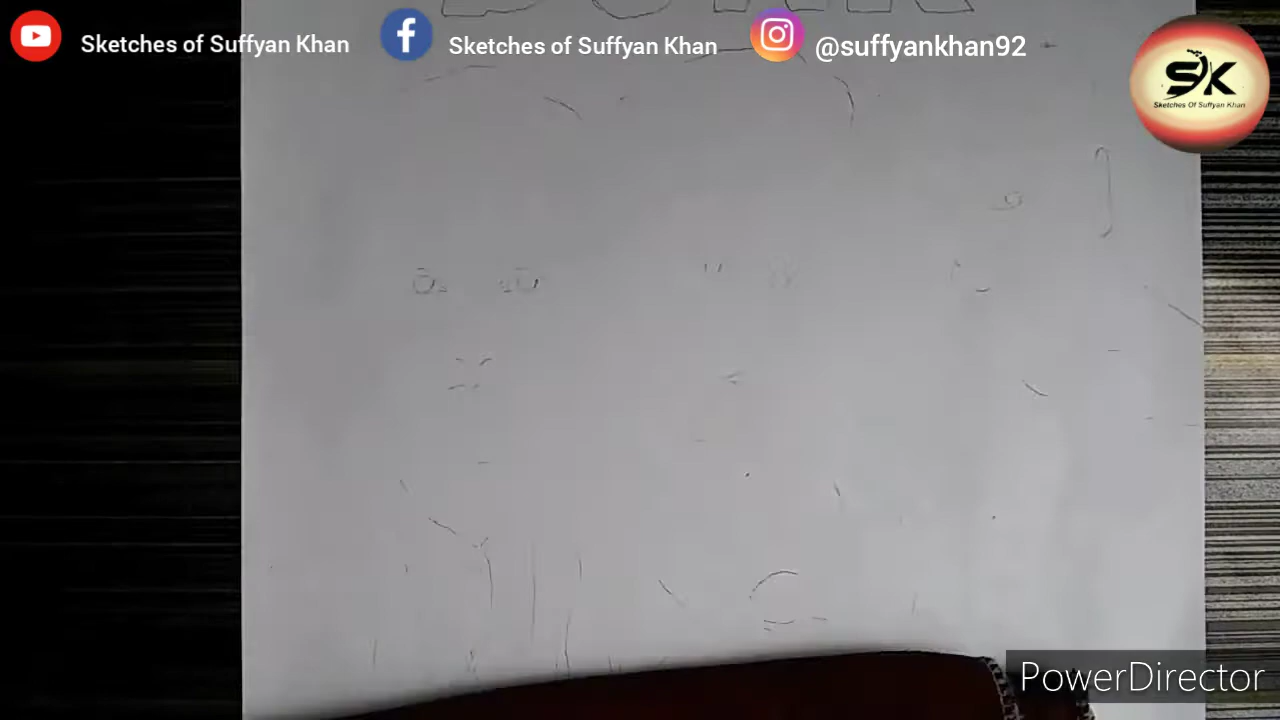 Sketches of Suffyan Khan
Sketches of Suffyan Khan
@suffyankhan92
SK
Sketches Of Suffyan Khan
PowerDirector